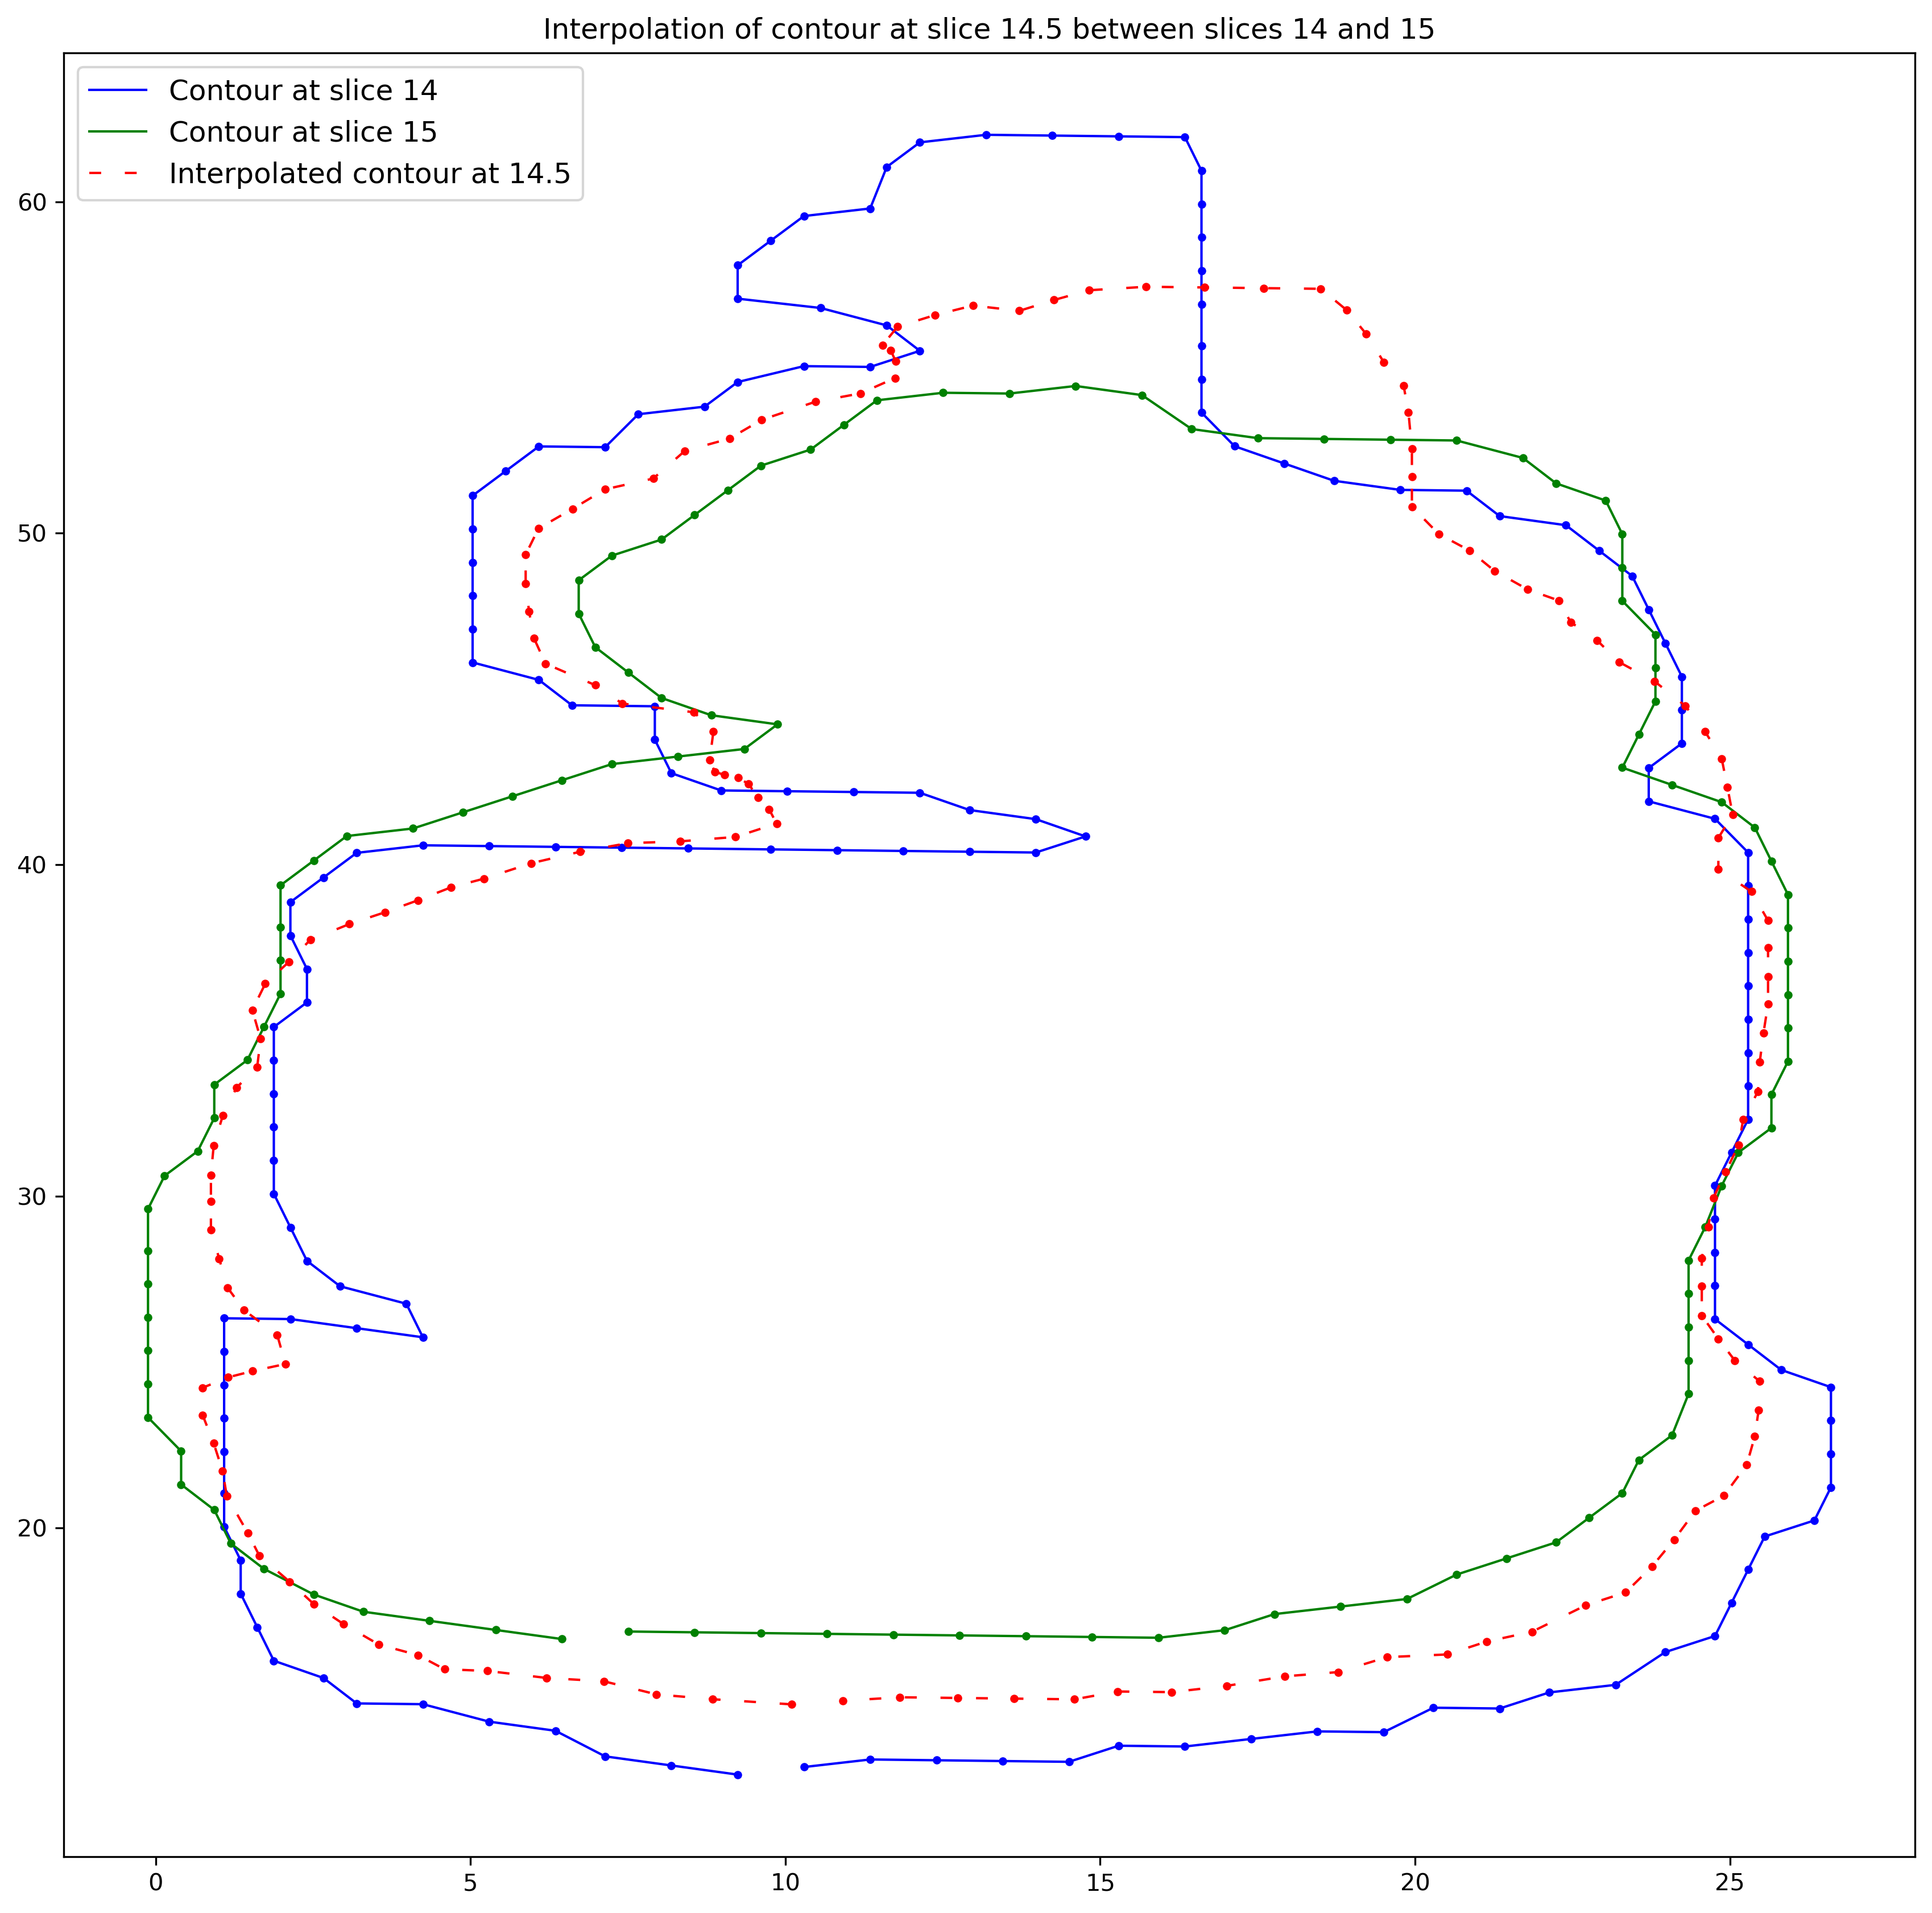 Interpolation of contour at slice 14.5 between slices 14 and 15
Contour at slice 14
Contour at slice 15
Interpolated contour at 14.5
60
50
40
30
20
0 5 10 15 20 25